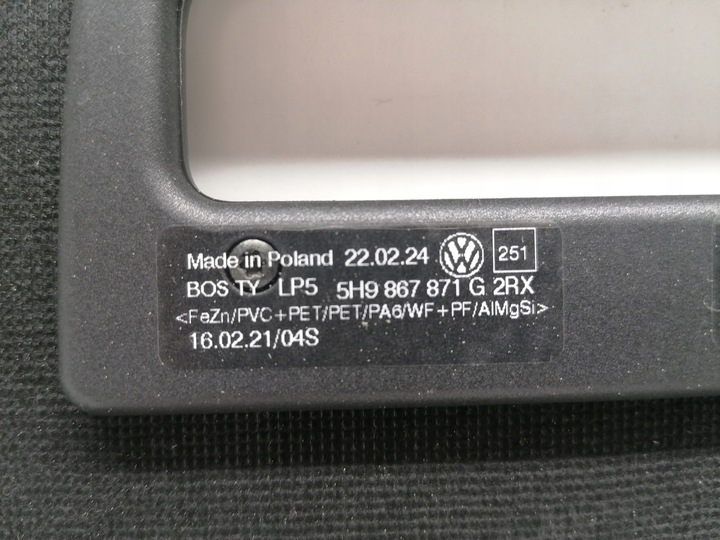 Made in Poland 22.02.24 VW 251
BOS TY LP5 5H9 867 871 G 2RX
<FeZn/PVC+PET/PET/PA6/WF+PF/AlMgSi>
16.02.21/04S